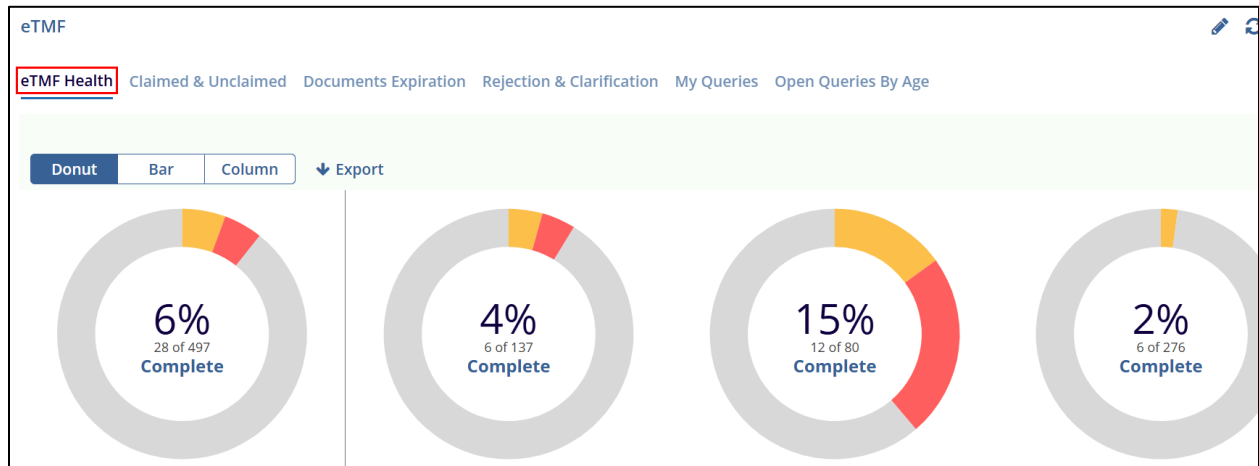 eTMF
eTMF Health Claimed & Unclaimed Documents Expiration Rejection & Clarification My Queries Open Queries By Age
Donut Bar Column Export
6%
28 of 497
Complete
4%
6 of 137
Complete
15%
12 of 80
Complete
2%
6 of 276
Complete